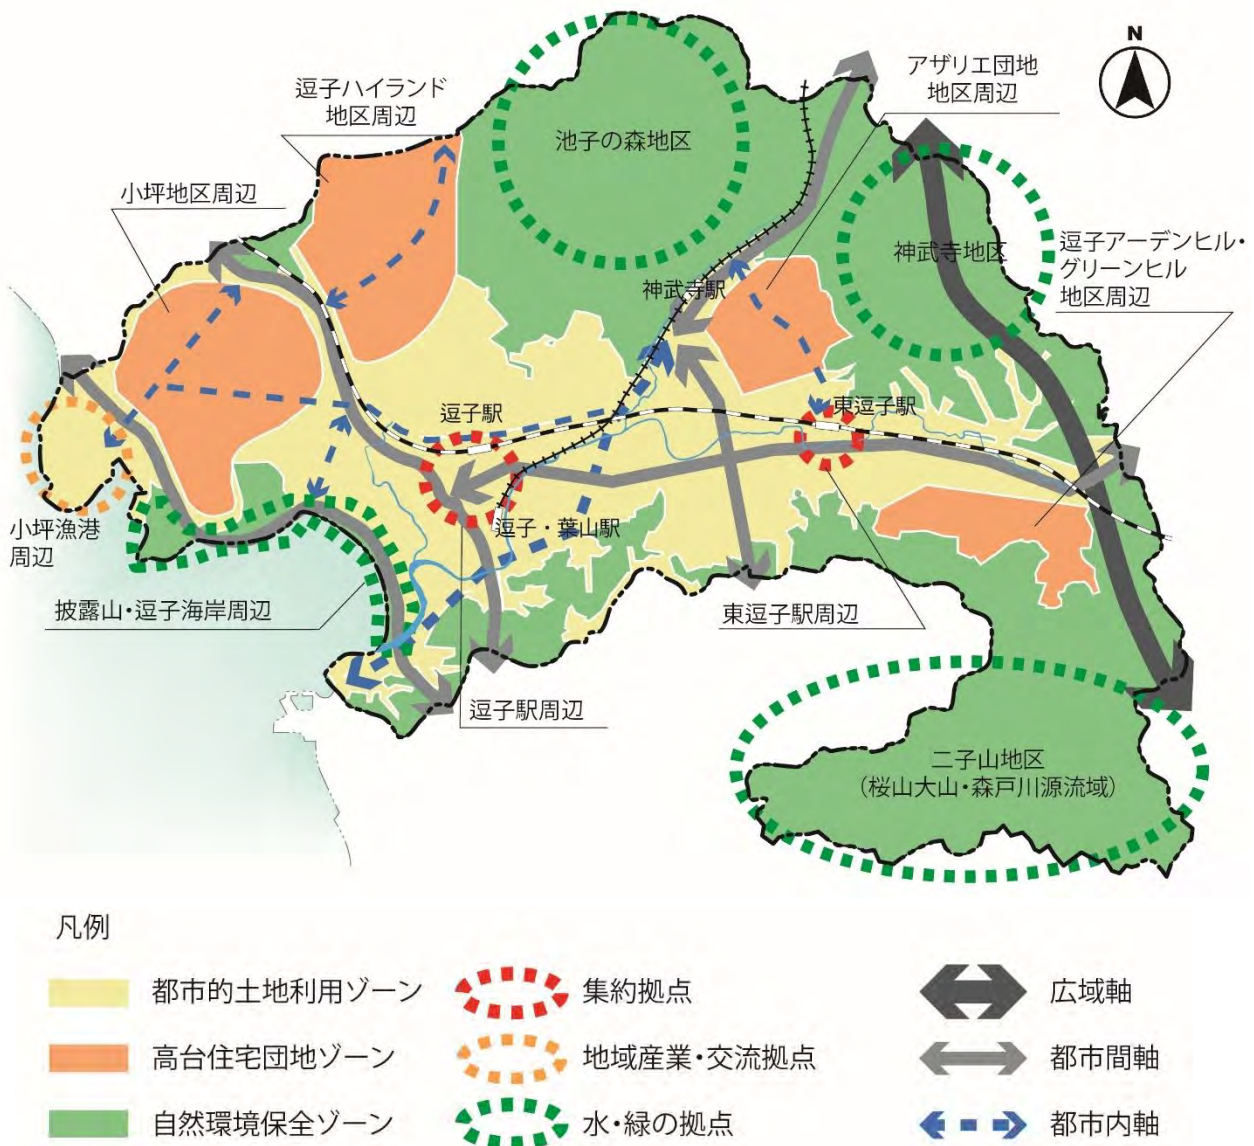 N
アザリエ団地
地区周辺
逗子ハイランド
地区周辺
池子の森地区
小坪地区周辺
神武寺地区
逗子アーデンヒル・
グリーンヒル
地区周辺
神武寺駅
逗子駅
東逗子駅
逗子・葉山駅
小坪漁港
周辺
披露山・逗子海岸周辺
東逗子駅周辺
逗子駅周辺
二子山地区
(桜山大山・森戸川源流域)
凡例
都市的土地利用ゾーン
集約拠点
広域軸
高台住宅団地ゾーン
地域産業・交流拠点
都市間軸
自然環境保全ゾーン
水・緑の拠点
都市内軸